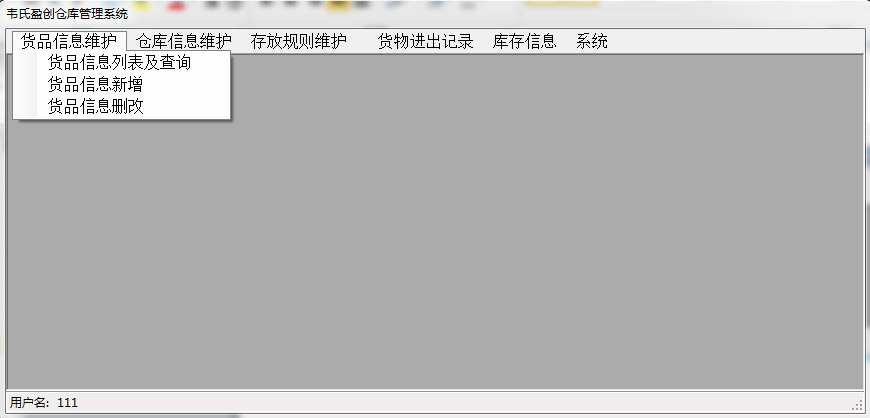 韦氏盈创仓库管理系统
货品信息维护 仓库信息维护 存放规则维护 货物进出记录 库存信息 系统
货品信息列表及查询
货品信息新增
货品信息删改
用户名: 111